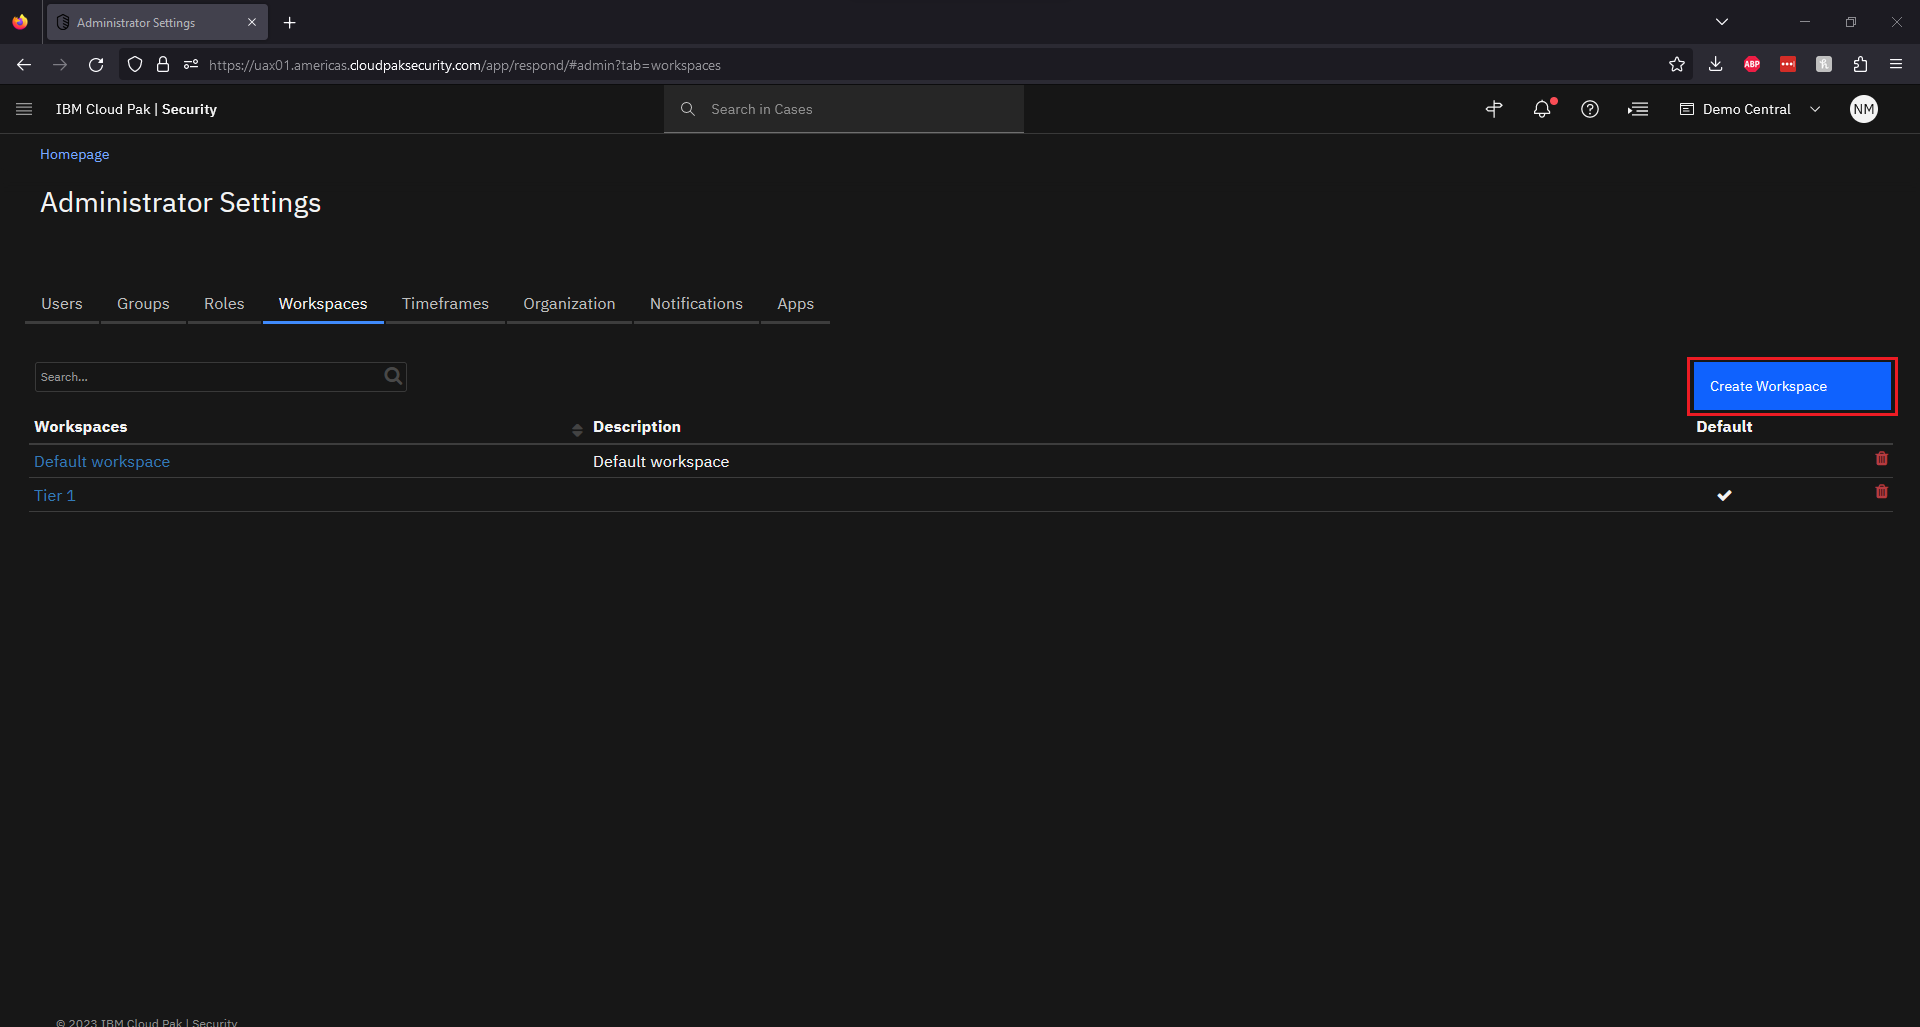 Administrator Settings
https://uax01.americas.cloudpaksecurity.com/app/respond/#admin?tab=workspaces
ABP
IBM Cloud Pak | Security
Search in Cases
Demo Central
NM
Homepage
Administrator Settings
Users Groups Roles Workspaces Timeframes Organization Notifications Apps
Search...
Create Workspace
Workspaces Description Default
Default workspace Default workspace
Tier 1
© 2023 IBM Cloud Pak | Security